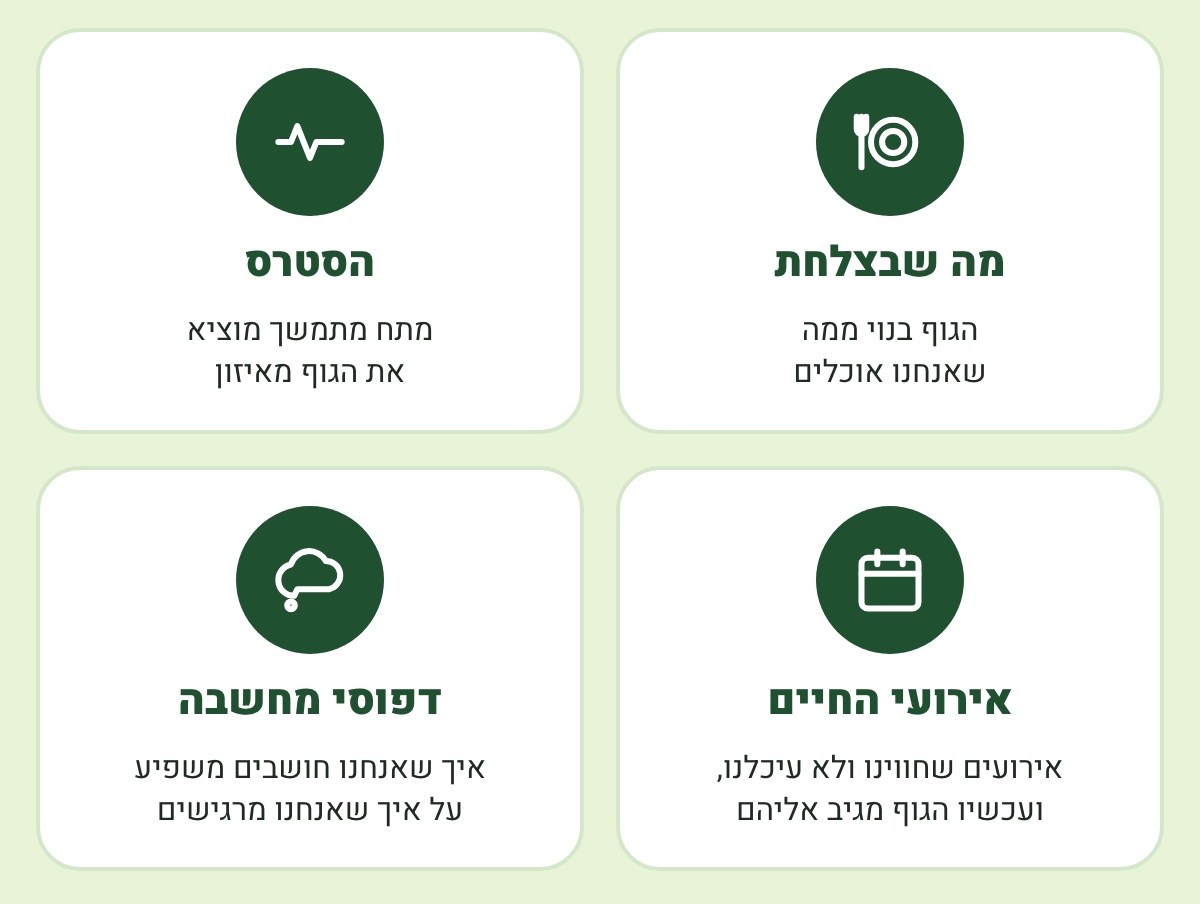 מה שבצלחת
הגוף בנוי ממה
שאנחנו אוכלים
הסטרס
מתח מתמשך מוציא
את הגוף מאיזון
אירועי החיים
אירועים שחווינו ולא עיכלנו,
ועכשיו הגוף מגיב אליהם
דפוסי מחשבה
איך שאנחנו חושבים משפיע
על איך שאנחנו מרגישים